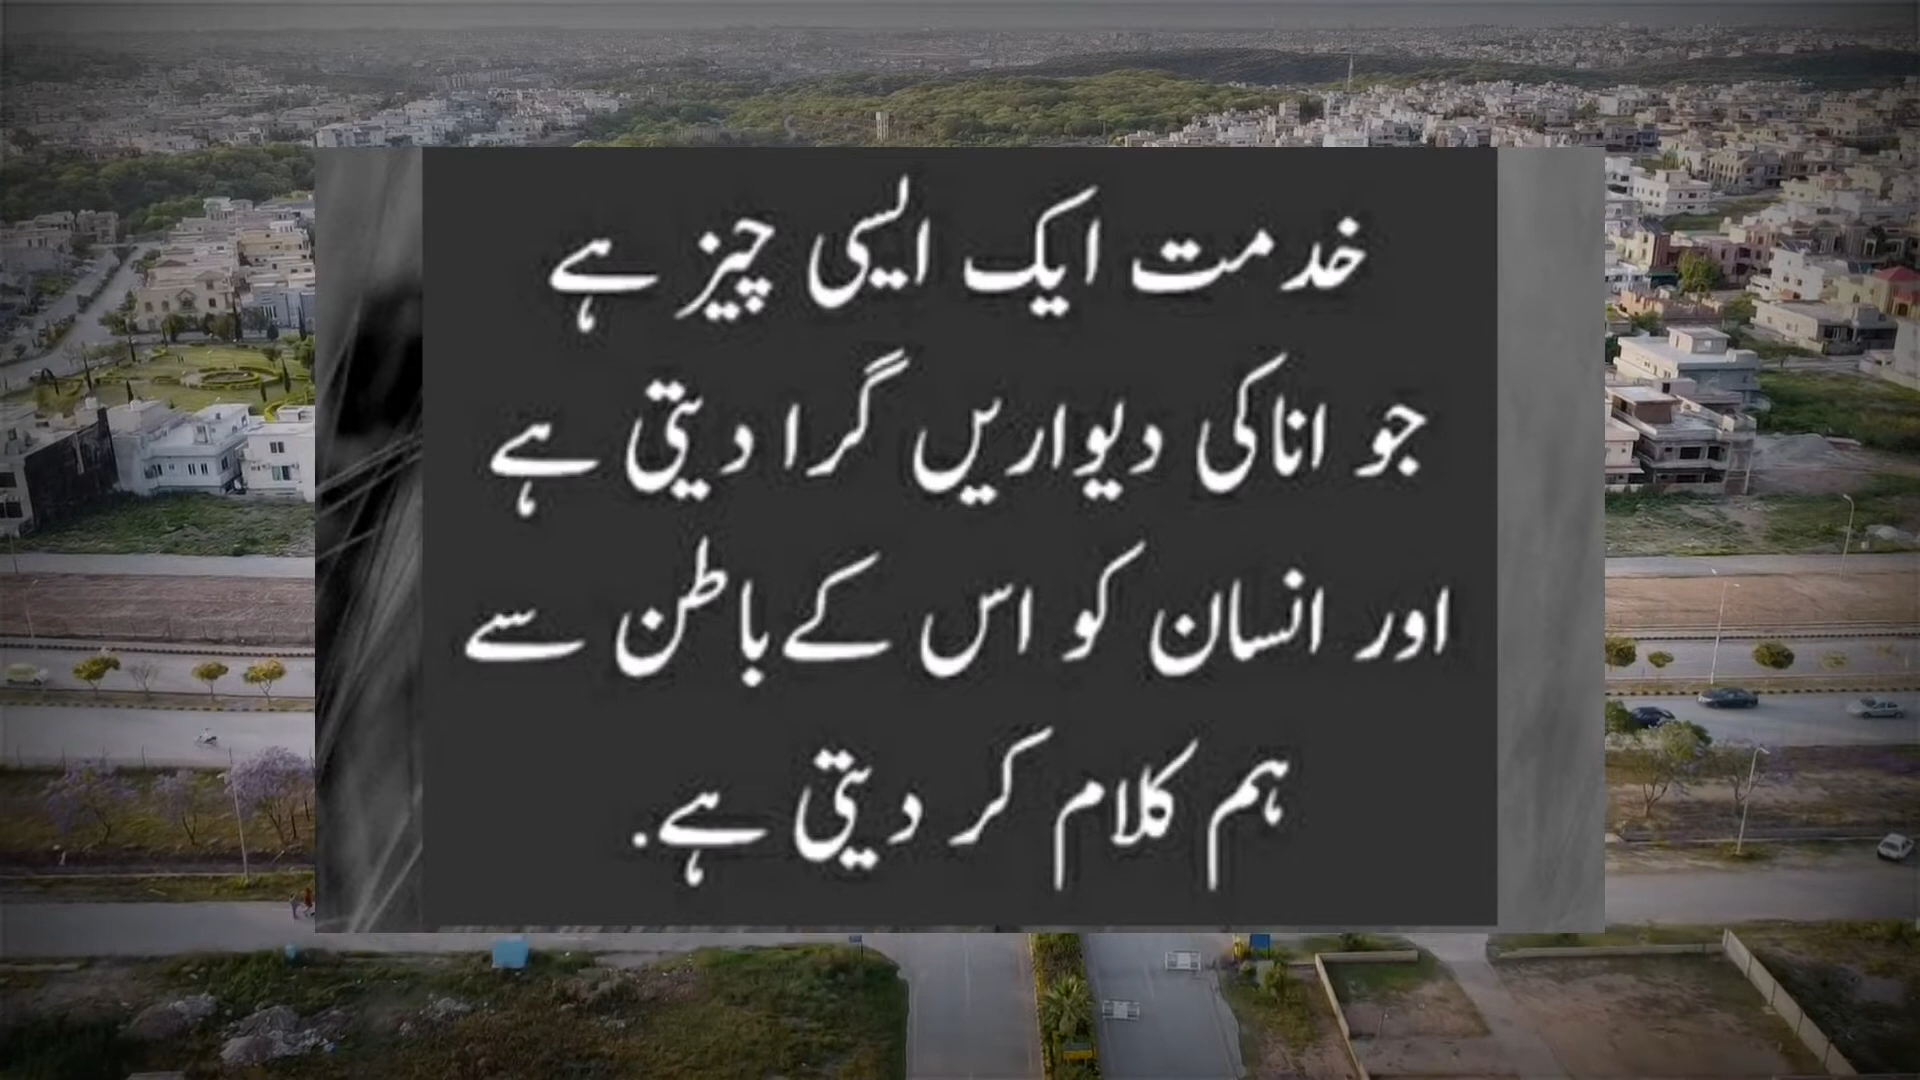 خدمت ایک ایسی چیز ہے
جو انا کی دیواریں گرا دیتی ہے
اور انسان کو اس کے باطن سے
ہم کلام کر دیتی ہے.